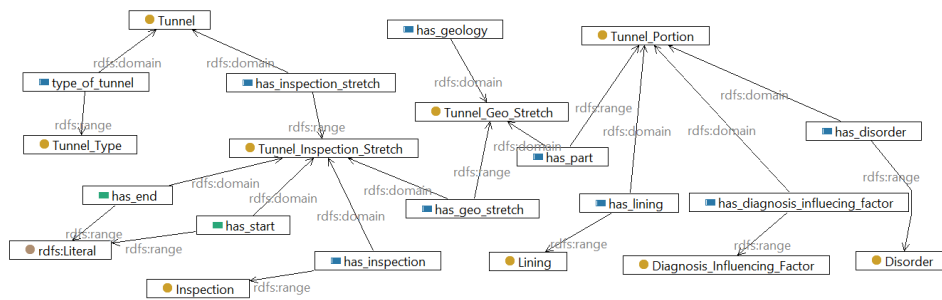 Tunnel
has_geology
Tunnel_Portion
rdfs:domain
rdfs:domain
rdfs:domain
type_of_tunnel
has_inspection_stretch
rdfs:domain
rdfs:domain
rdfs:range
Tunnel_Geo_Stretch
rdfs:range
rdfs:range
rdfs:domain
rdfs:domain
has_disorder
Tunnel_Type
Tunnel_Inspection_Stretch
has_part
rdfs:range
rdfs:domain
rdfs:range
rdfs:domain
has_end
rdfs:domain
rdfs:domain
has_geo_stretch
has_lining
has_diagnosis_influecing_factor
has_start
rdfs:Literal
rdfs:range
rdfs:range
rdfs:range
has_inspection
Lining
Diagnosis_Influencing_Factor
Disorder
Inspection
rdfs:range